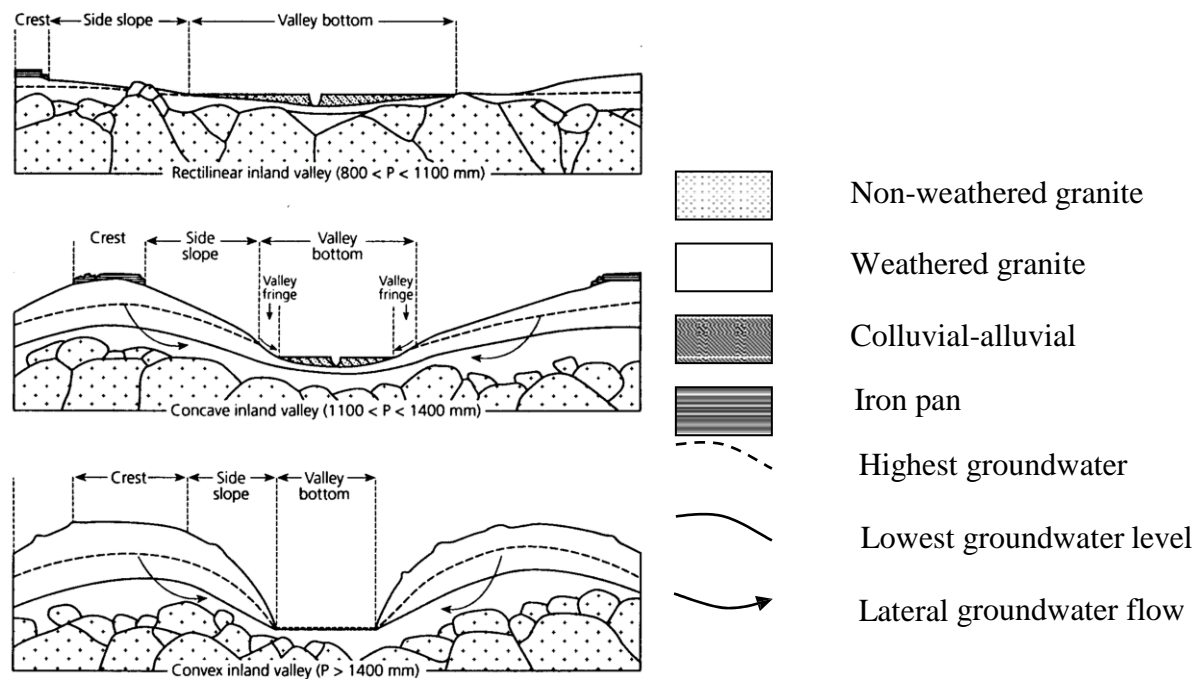 Crest Side slope Valley bottom
Rectilinear inland valley (800 < P < 1100 mm)
Crest Side slope Valley bottom
Valley fringe Valley fringe
Concave inland valley (1100 < P < 1400 mm)
Crest Side slope Valley bottom
Convex inland valley (P > 1400 mm)
Non-weathered granite
Weathered granite
Colluvial-alluvial
Iron pan
Highest groundwater
Lowest groundwater level
Lateral groundwater flow